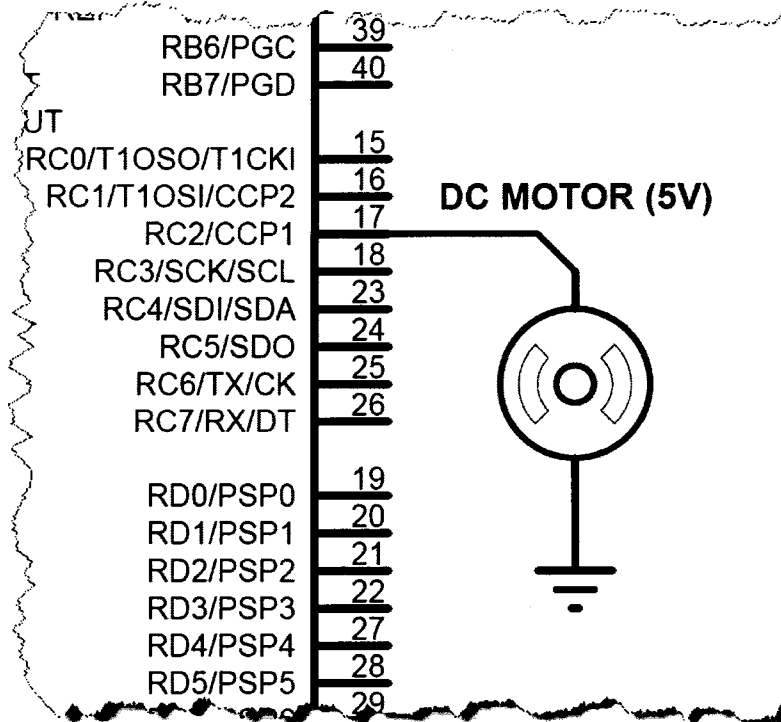 39
RB6/PGC
40
RB7/PGD
UT
15
RC0/T1OSO/T1CKI
16
RC1/T1OSI/CCP2
DC MOTOR (5V)
17
RC2/CCP1
18
RC3/SCK/SCL
23
RC4/SDI/SDA
24
RC5/SDO
25
RC6/TX/CK
26
RC7/RX/DT
19
RD0/PSP0
20
RD1/PSP1
21
RD2/PSP2
22
RD3/PSP3
27
RD4/PSP4
28
RD5/PSP5
29